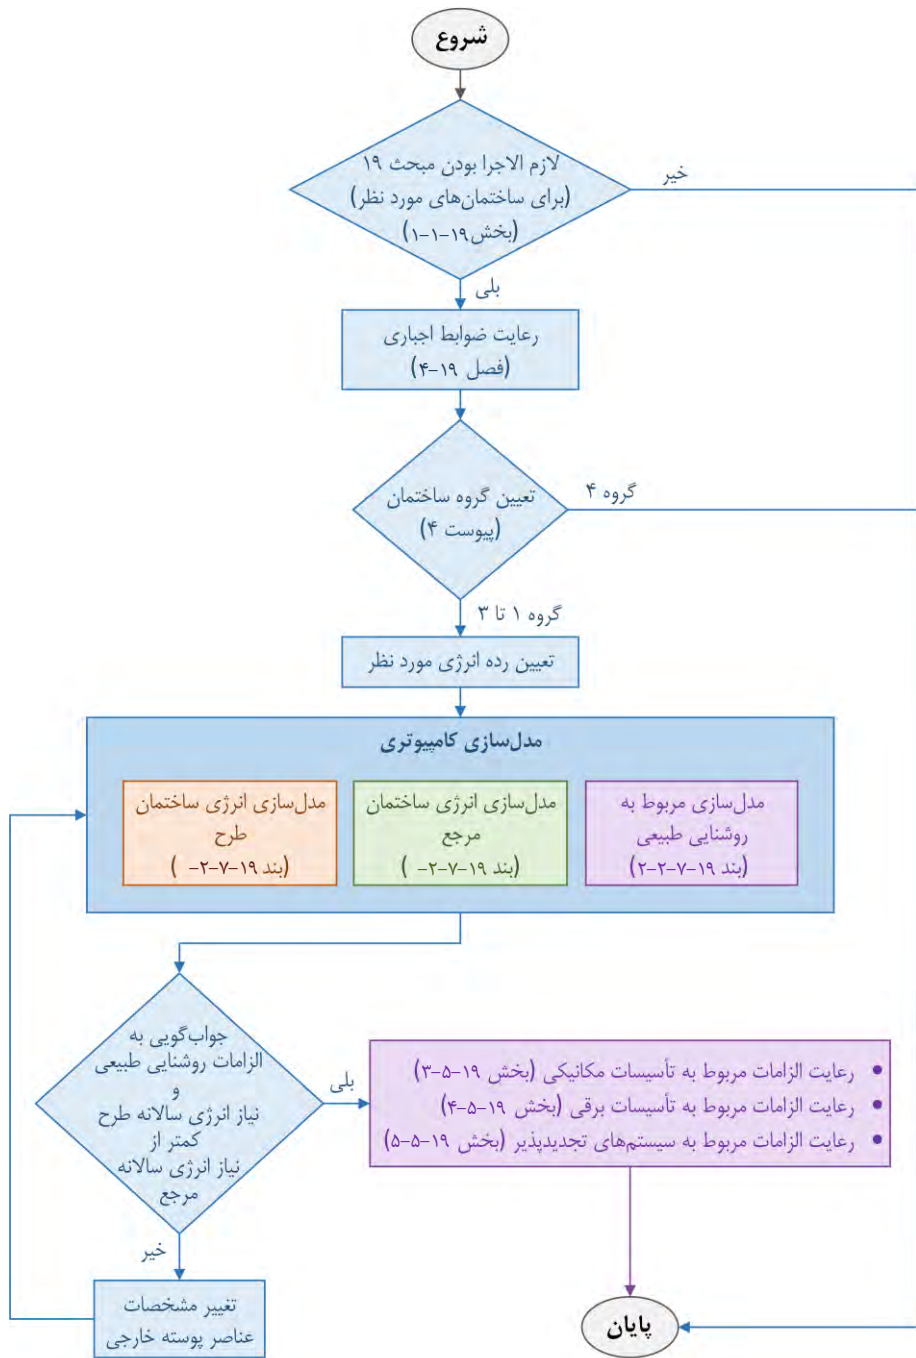 شروع
لازم الاجرا بودن مبحث ۱۹
(برای ساختمان‌های مورد نظر)
(بخش ۱۹-۱-۱)
خیر
بلی
رعایت ضوابط اجباری
(فصل ۱۹-۴)
تعیین گروه ساختمان
(پیوست ۴)
گروه ۴
گروه ۱ تا ۳
تعیین رده انرژی مورد نظر
مدل‌سازی کامپیوتری
مدل‌سازی مربوط به
روشنایی طبیعی
(بند ۱۹-۷-۲-۲)
مدل‌سازی انرژی ساختمان
مرجع
(بند ۱۹-۷-۲- )
مدل‌سازی انرژی ساختمان
طرح
(بند ۱۹-۷-۲- )
جواب‌گویی به
الزامات روشنایی طبیعی
و
نیاز انرژی سالانه طرح
کمتر از
نیاز انرژی سالانه
مرجع
بلی
• رعایت الزامات مربوط به تأسیسات مکانیکی (بخش ۱۹-۵-۳)
• رعایت الزامات مربوط به تأسیسات برقی (بخش ۱۹-۵-۴)
• رعایت الزامات مربوط به سیستم‌های تجدیدپذیر (بخش ۱۹-۵-۵)
خیر
تغییر مشخصات
عناصر پوسته خارجی
پایان